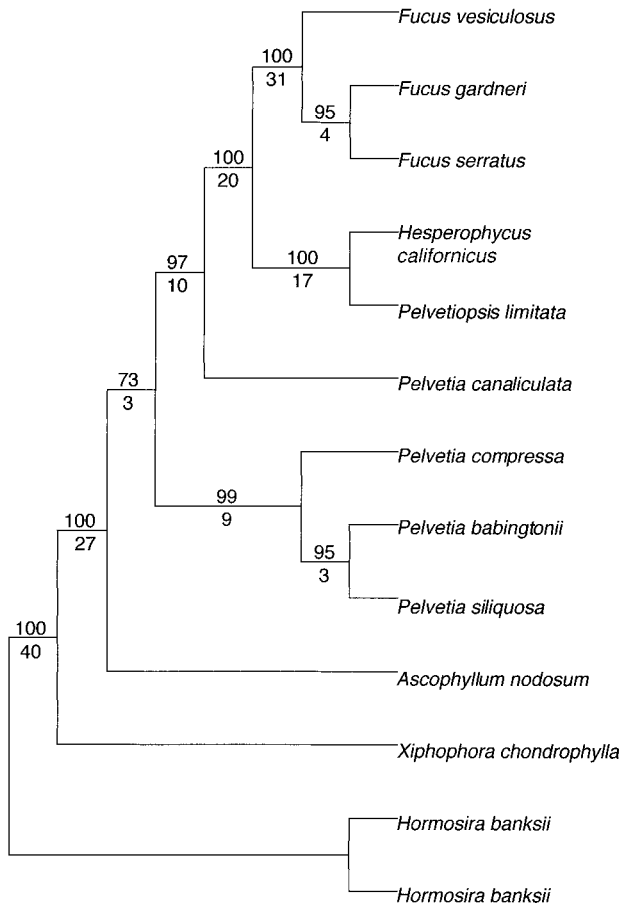 Fucus vesiculosus
100
31
Fucus gardneri
95
4
Fucus serratus
100
20
Hesperophycus
californicus
100
17
97
10
Pelvetiopsis limitata
Pelvetia canaliculata
73
3
Pelvetia compressa
99
9
Pelvetia babingtonii
100
27
95
3
Pelvetia siliquosa
100
40
Ascophyllum nodosum
Xiphophora chondrophylla
Hormosira banksii
Hormosira banksii